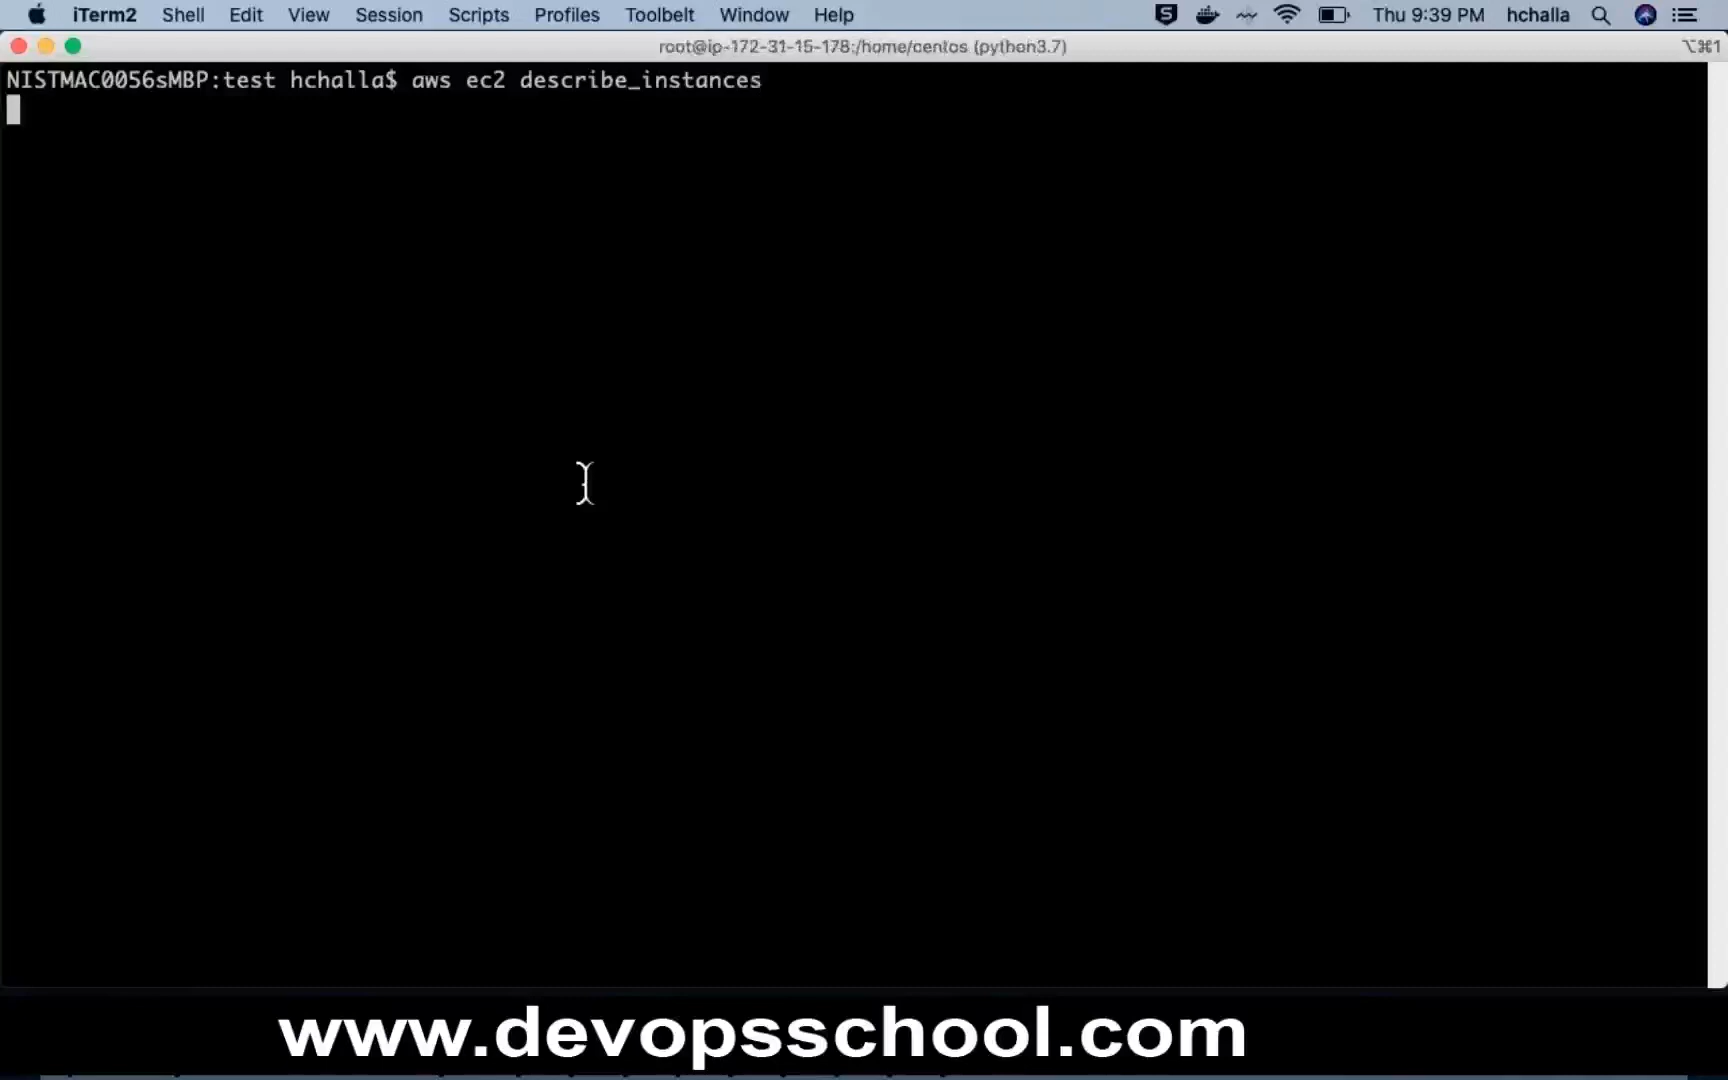 iTerm2 Shell Edit View Session Scripts Profiles Toolbelt Window Help Thu 9:39 PM hchalla
root@ip-172-31-15-178:/home/centos (python3.7) ⌥⌘1
NISTMAC0056sMBP:test hchalla$ aws ec2 describe_instances
www.devopsschool.com